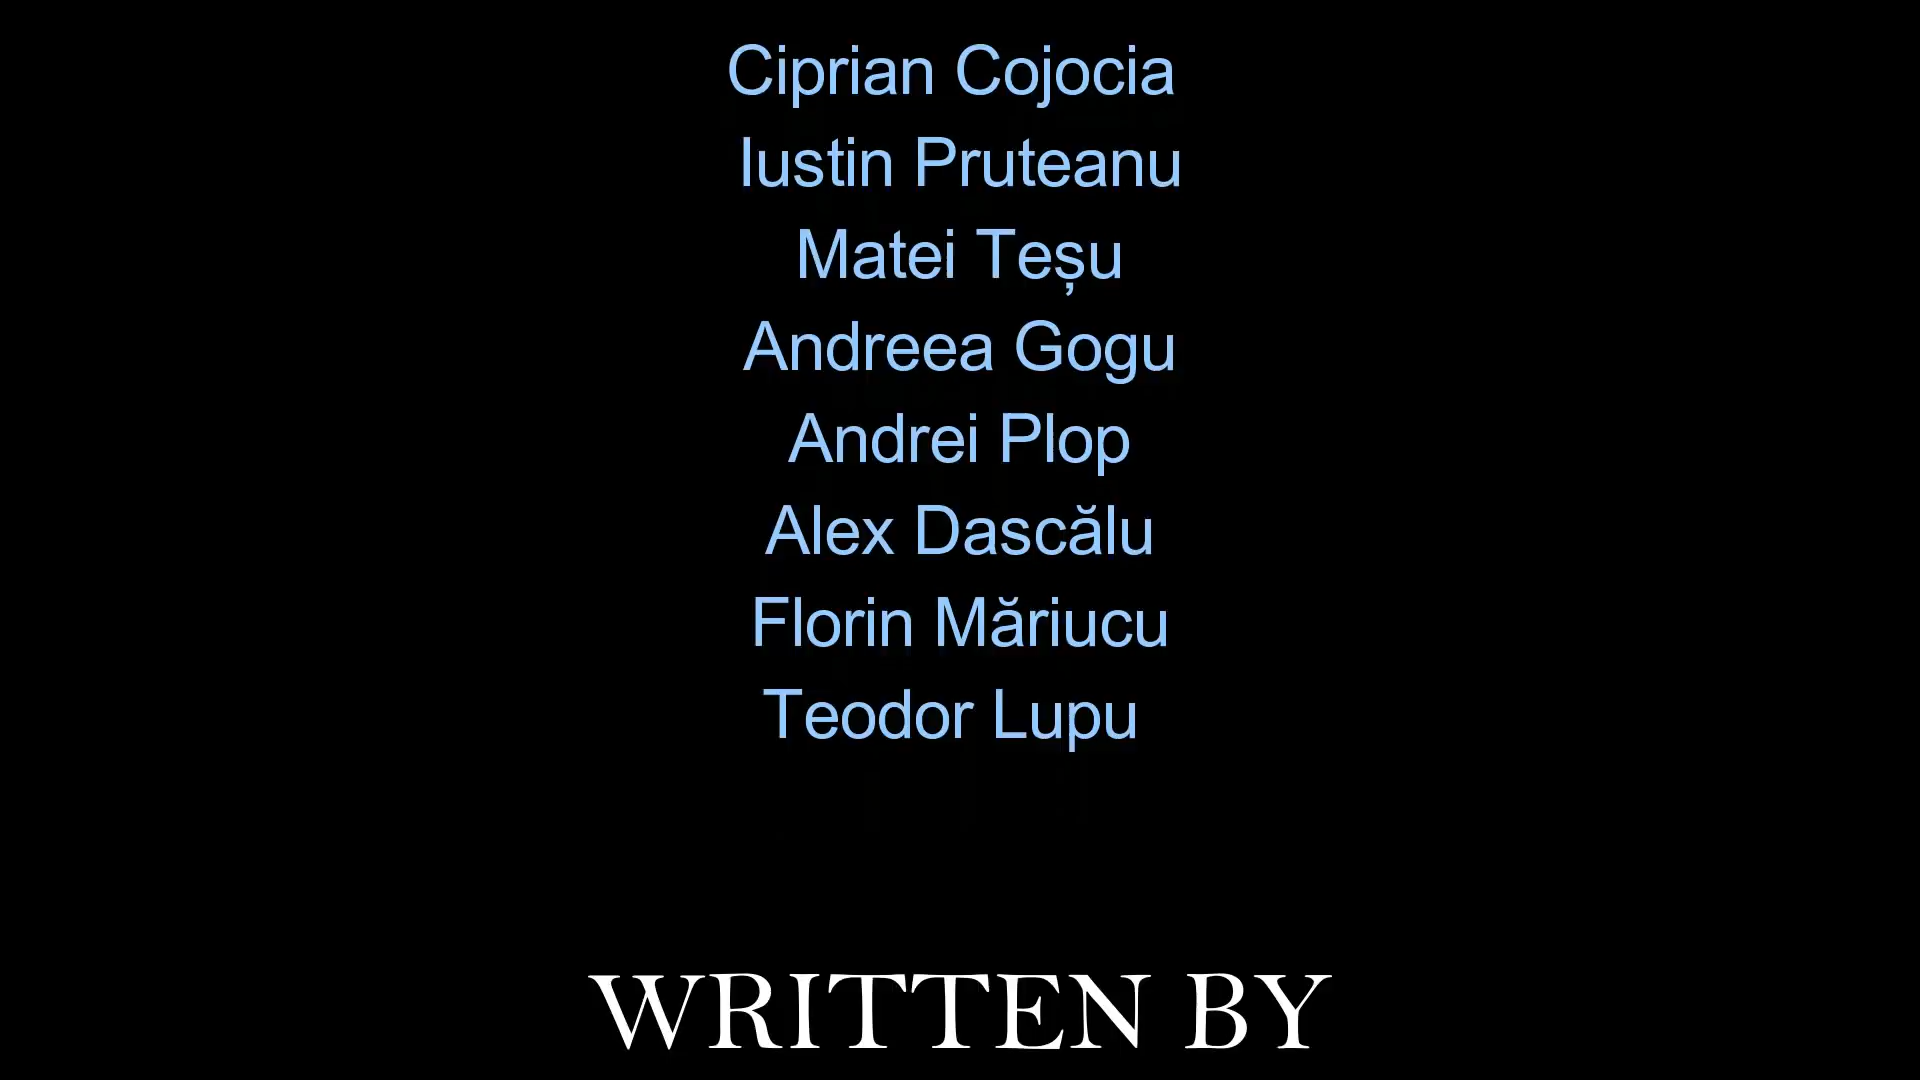 Ciprian Cojocia
Iustin Pruteanu
Matei Teșu
Andreea Gogu
Andrei Plop
Alex Dascălu
Florin Măriucu
Teodor Lupu
WRITTEN BY